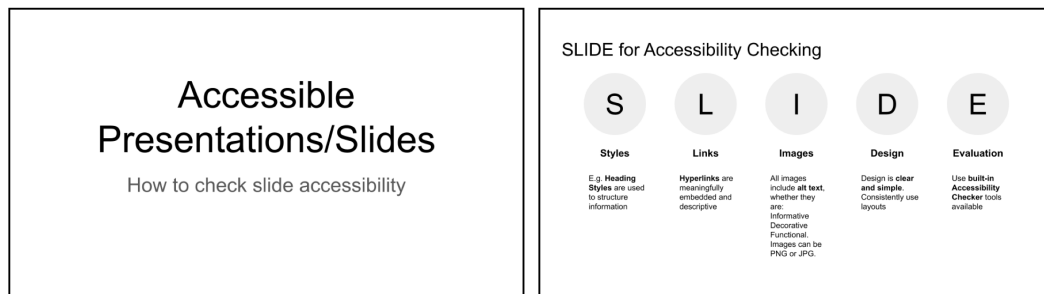 Accessible
Presentations/Slides
How to check slide accessibility
SLIDE for Accessibility Checking
S
L
I
D
E
Styles
Links
Images
Design
Evaluation
E.g. Heading
Styles are used
to structure
information
Hyperlinks are
meaningfully
embedded and
descriptive
All images
include alt text,
whether they
are:
Informative
Decorative
Functional.
Images can be
PNG or JPG.
Design is clear
and simple.
Consistently use
layouts
Use built-in
Accessibility
Checker tools
available